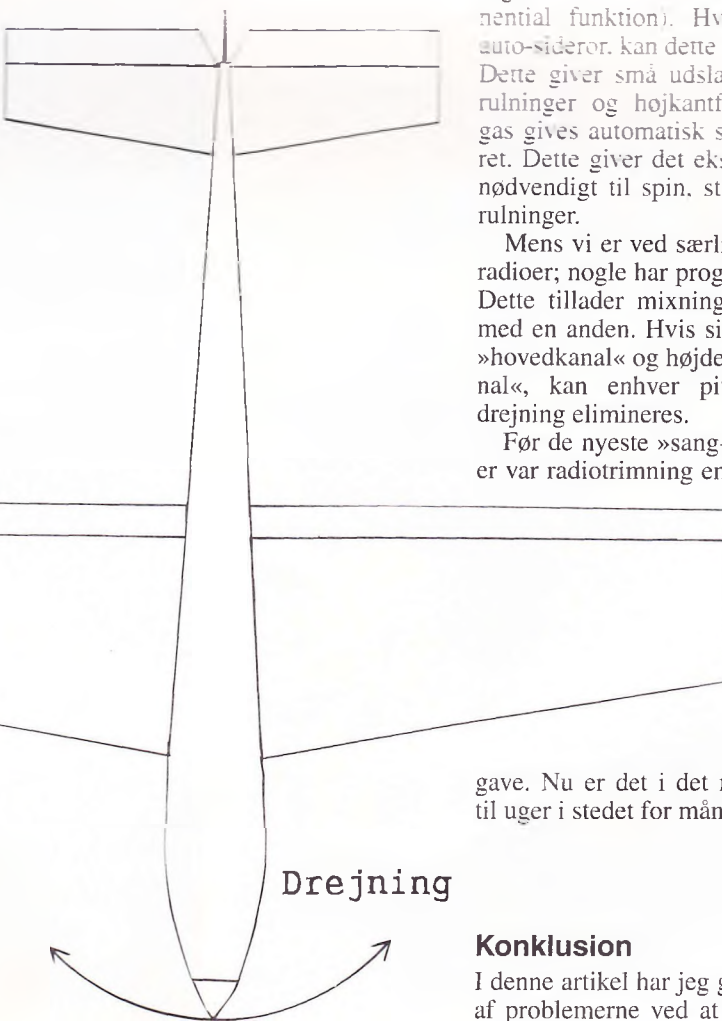 nential funktion). Hv
auto-sideror. kan dette
Dette giver små udsla
rulninger og højkantf
gas gives automatisk s
ret. Dette giver det eks
nødvendigt til spin, st
rulninger.
Mens vi er ved særl
radioer; nogle har prog
Dette tillader mixning
med en anden. Hvis si
»hovedkanal« og højde
nal«, kan enhver pi
drejning elimineres.
Før de nyeste »sang-
er var radiotrimning en
gave. Nu er det i det
til uger i stedet for mån
Drejning
Konklusion
I denne artikel har jeg g
af problemerne ved at